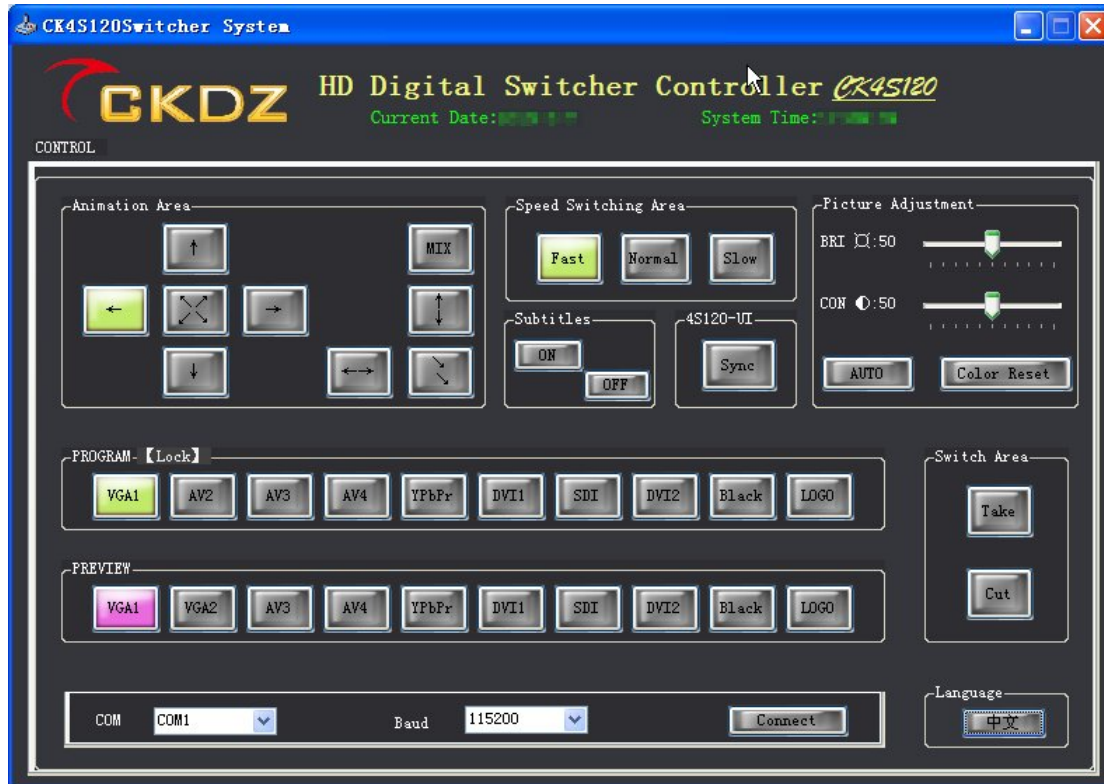 CK4S120Switcher System
CKDZ
HD Digital Switcher Controller CK4S120
Current Date:
System Time:
CONTROL
Animation Area
↑
MIX
←
→
↕
↓
←→
Speed Switching Area
Fast Normal Slow
Subtitles
ON
OFF
4S120-UI
Sync
Picture Adjustment
BRI :50
CON :50
AUTO Color Reset
PROGRAM-【Lock】
VGA1 AV2 AV3 AV4 YPbPr DVI1 SDI DVI2 Black LOGO
PREVIEW
VGA1 VGA2 AV3 AV4 YPbPr DVI1 SDI DVI2 Black LOGO
Switch Area
Take
Cut
COM COM1 Baud 115200 Connect
Language
中文